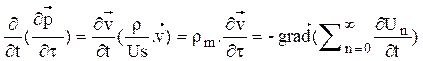 ∂/∂t(∂p⃗/∂τ) = ∂v⃗/∂t(ρ/Us.v⃗) = ρm.∂v⃗/∂τ = - grad⃗(∑n=0^∞ ∂Un/∂t)